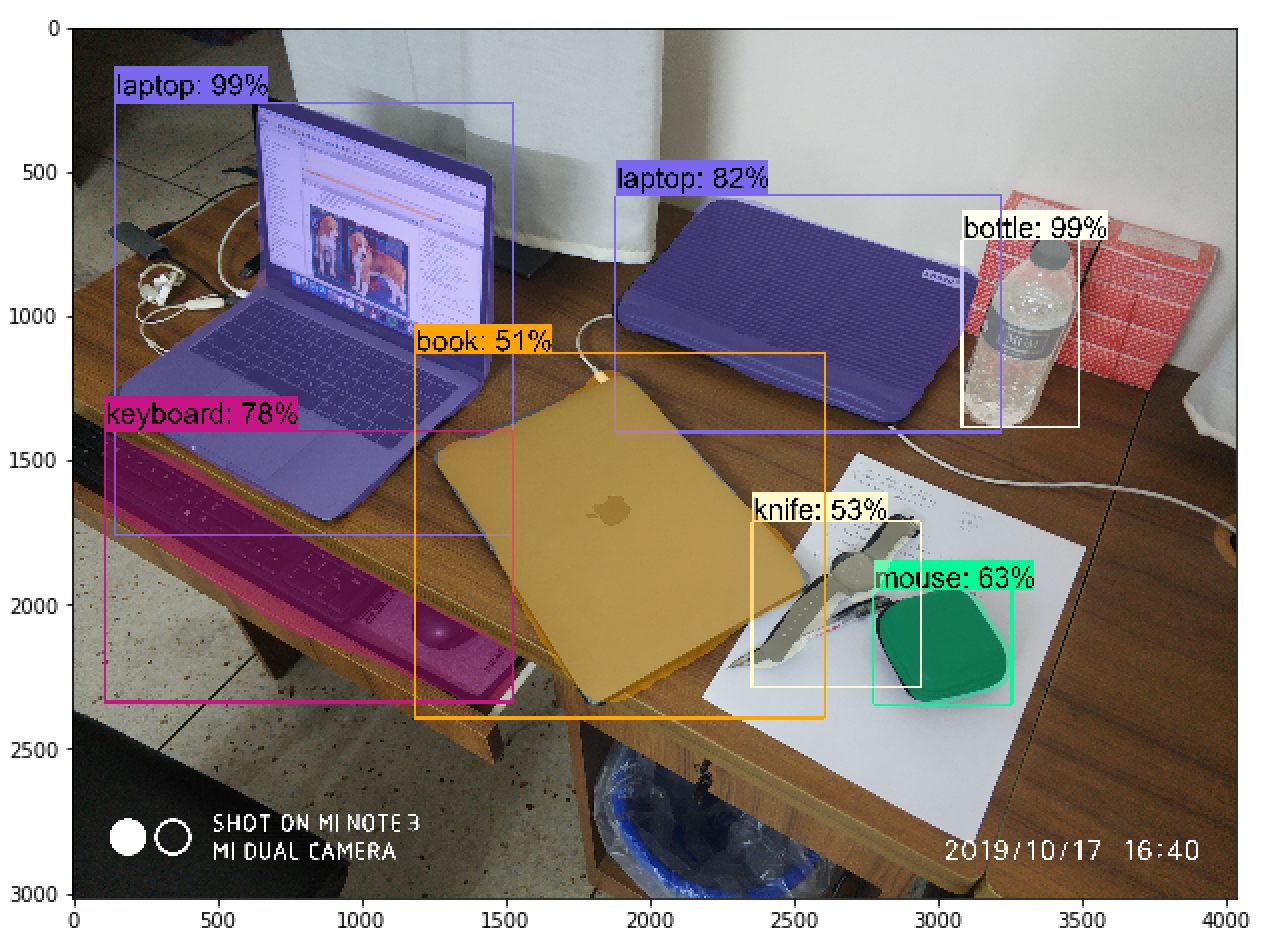 0
laptop: 99%
500
laptop: 82%
bottle: 99%
1000
book: 51%
keyboard: 78%
1500
knife: 53%
mouse: 63%
2000
2500
SHOT ON MI NOTE 3
MI DUAL CAMERA
2019/10/17 16:40
3000
0 500 1000 1500 2000 2500 3000 3500 4000